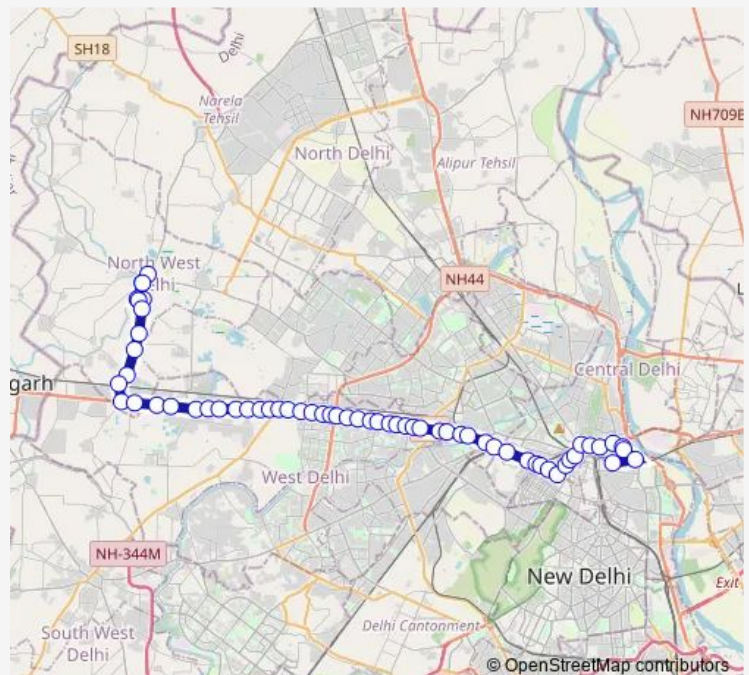 SH18
Delhi
Narela
Tehsil
NH709B
North Delhi
Alipur Tehsil
North West
elhi
NH44
L
Central Delhi
garh
West Delhi
NH-344M
New Delhi
Exit
Delhi Cantonment
South West
Delhi
© OpenStreetMap contributors